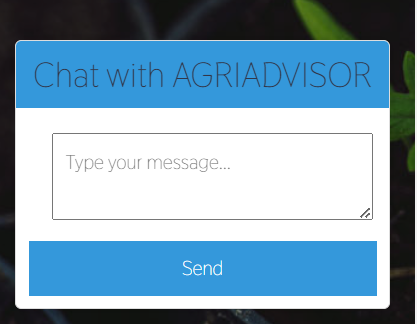 Chat with AGRIADVISOR
Type your message...
Send